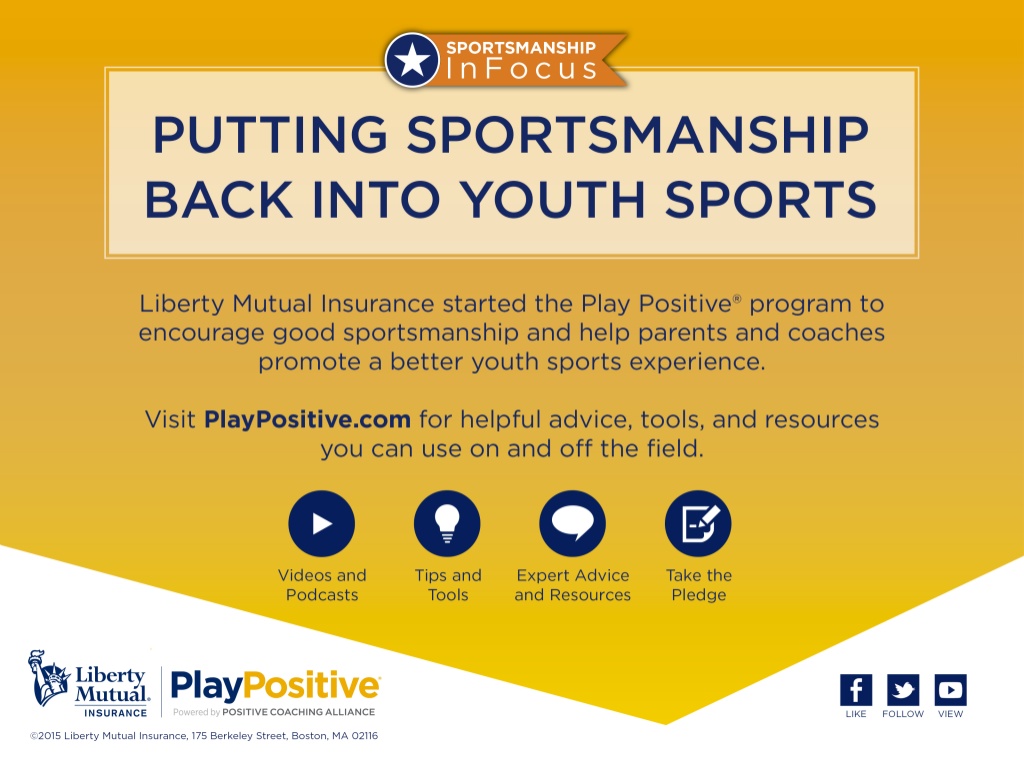 SPORTSMANSHIP
InFocus
PUTTING SPORTSMANSHIP
BACK INTO YOUTH SPORTS
Liberty Mutual Insurance started the Play Positive® program to
encourage good sportsmanship and help parents and coaches
promote a better youth sports experience.
Visit PlayPositive.com for helpful advice, tools, and resources
you can use on and off the field.
Videos and
Podcasts
Tips and
Tools
Expert Advice
and Resources
Take the
Pledge
Liberty
Mutual®
INSURANCE
PlayPositive®
Powered by POSITIVE COACHING ALLIANCE
LIKE FOLLOW VIEW
©2015 Liberty Mutual Insurance, 175 Berkeley Street, Boston, MA 02116